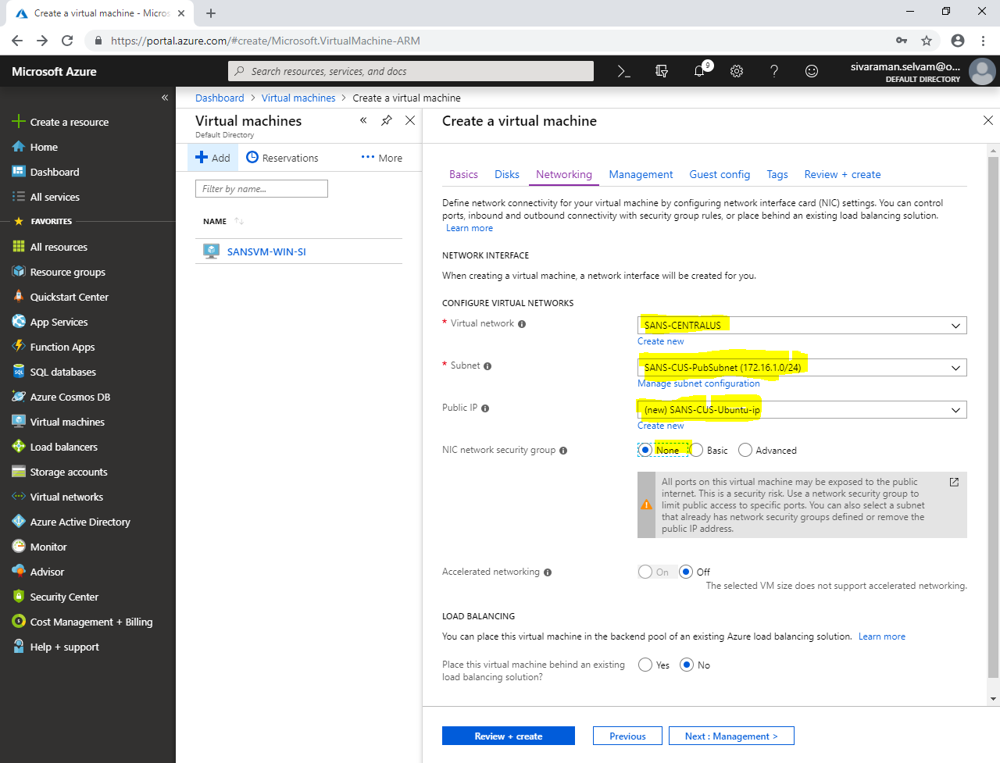 Create a virtual machine - Micros
https://portal.azure.com/#create/Microsoft.VirtualMachine-ARM
Microsoft Azure
Search resources, services, and docs
9
sivaraman.selvam@o...
DEFAULT DIRECTORY
Create a resource
Home
Dashboard
All services
FAVORITES
All resources
Resource groups
Quickstart Center
App Services
Function Apps
SQL databases
Azure Cosmos DB
Virtual machines
Load balancers
Storage accounts
Virtual networks
Azure Active Directory
Monitor
Advisor
Security Center
Cost Management + Billing
Help + support
Dashboard > Virtual machines > Create a virtual machine
Virtual machines
Default Directory
Add Reservations ··· More
Filter by name...
NAME
SANSVM-WIN-SI
Create a virtual machine
Basics Disks Networking Management Guest config Tags Review + create
Define network connectivity for your virtual machine by configuring network interface card (NIC) settings. You can control
ports, inbound and outbound connectivity with security group rules, or place behind an existing load balancing solution.
Learn more
NETWORK INTERFACE
When creating a virtual machine, a network interface will be created for you.
CONFIGURE VIRTUAL NETWORKS
* Virtual network
SANS-CENTRALUS
Create new
* Subnet
SANS-CUS-PubSubnet (172.16.1.0/24)
Manage subnet configuration
Public IP
(new) SANS-CUS-Ubuntu-ip
Create new
NIC network security group
None Basic Advanced
All ports on this virtual machine may be exposed to the public
internet. This is a security risk. Use a network security group to
limit public access to specific ports. You can also select a subnet
that already has network security groups defined or remove the
public IP address.
Accelerated networking
On Off
The selected VM size does not support accelerated networking.
LOAD BALANCING
You can place this virtual machine in the backend pool of an existing Azure load balancing solution. Learn more
Place this virtual machine behind an existing
load balancing solution?
Yes No
Review + create
Previous
Next : Management >